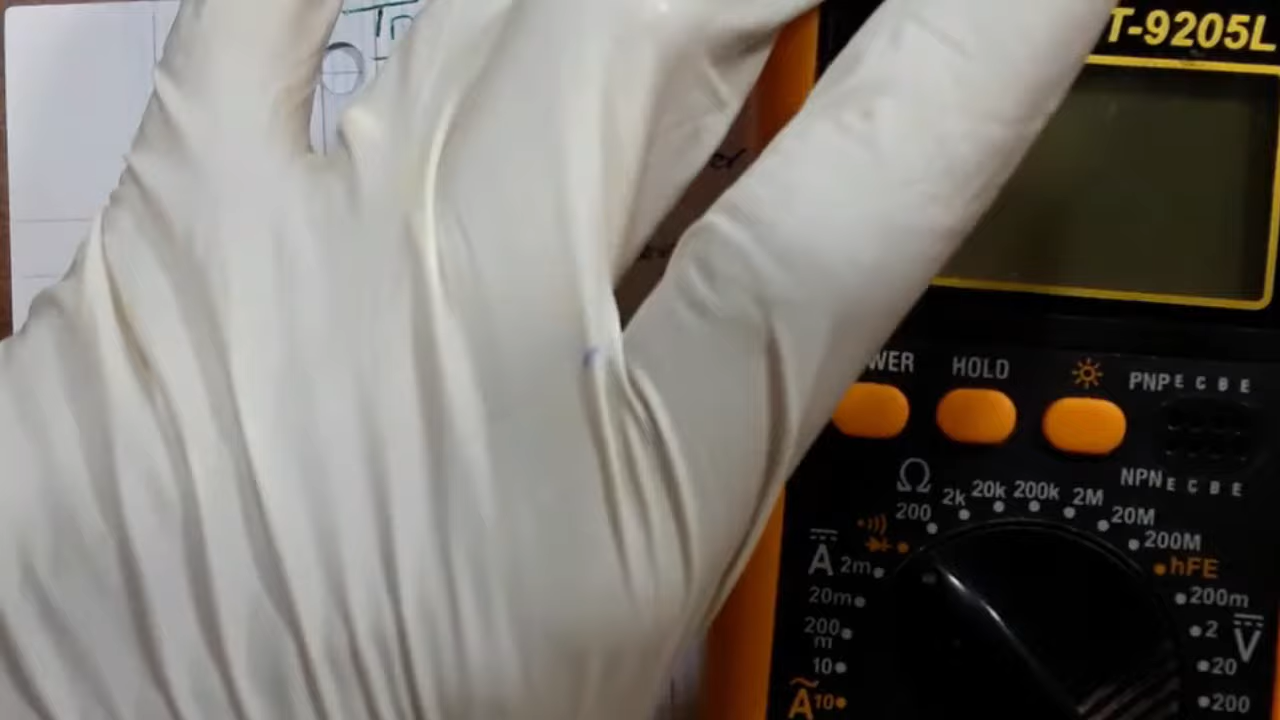 T-9205L
WER HOLD
PNP E C B E
NPN E C B E
Ω
200 2k 20k 200k 2M 20M 200M
hFE
A 2m
20m
200m
10
A 10
200m
2
V
20
200